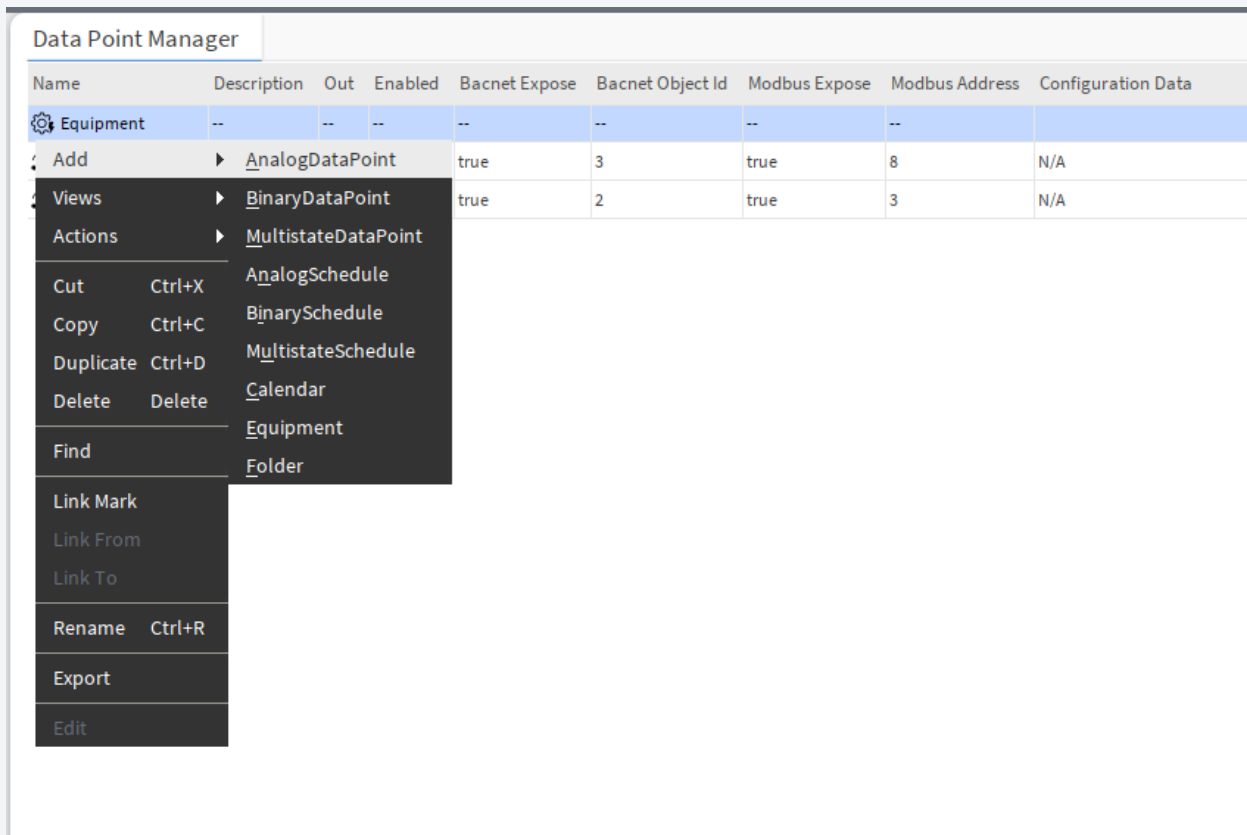 Data Point Manager
Name Description Out Enabled Bacnet Expose Bacnet Object Id Modbus Expose Modbus Address Configuration Data
Equipment -- -- -- -- -- -- --
Add AnalogDataPoint true 3 true 8 N/A
Views BinaryDataPoint true 2 true 3 N/A
Actions MultistateDataPoint
AnalogSchedule
Cut Ctrl+X
BinarySchedule
Copy Ctrl+C
MultistateSchedule
Duplicate Ctrl+D
Calendar
Delete Delete
Equipment
Find
Folder
Link Mark
Link From
Link To
Rename Ctrl+R
Export
Edit